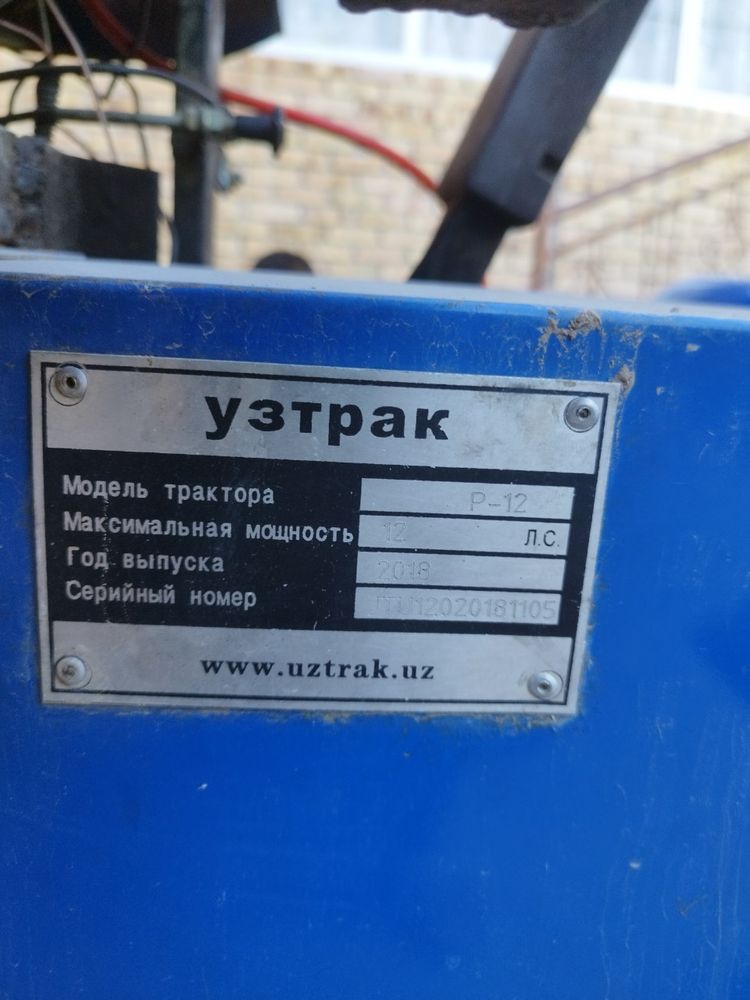 узтрак
Модель трактора P-12
Максимальная мощность 12 Л.С.
Год выпуска 2018
Серийный номер
www.uztrak.uz